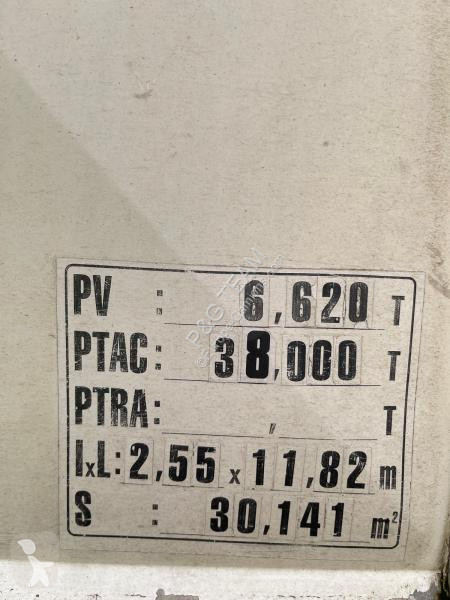 PV : 6,620 T
PTAC: 38,000 T
PTRA: , T
IxL: 2,55 x 11,82 m
S : 30,141 m²